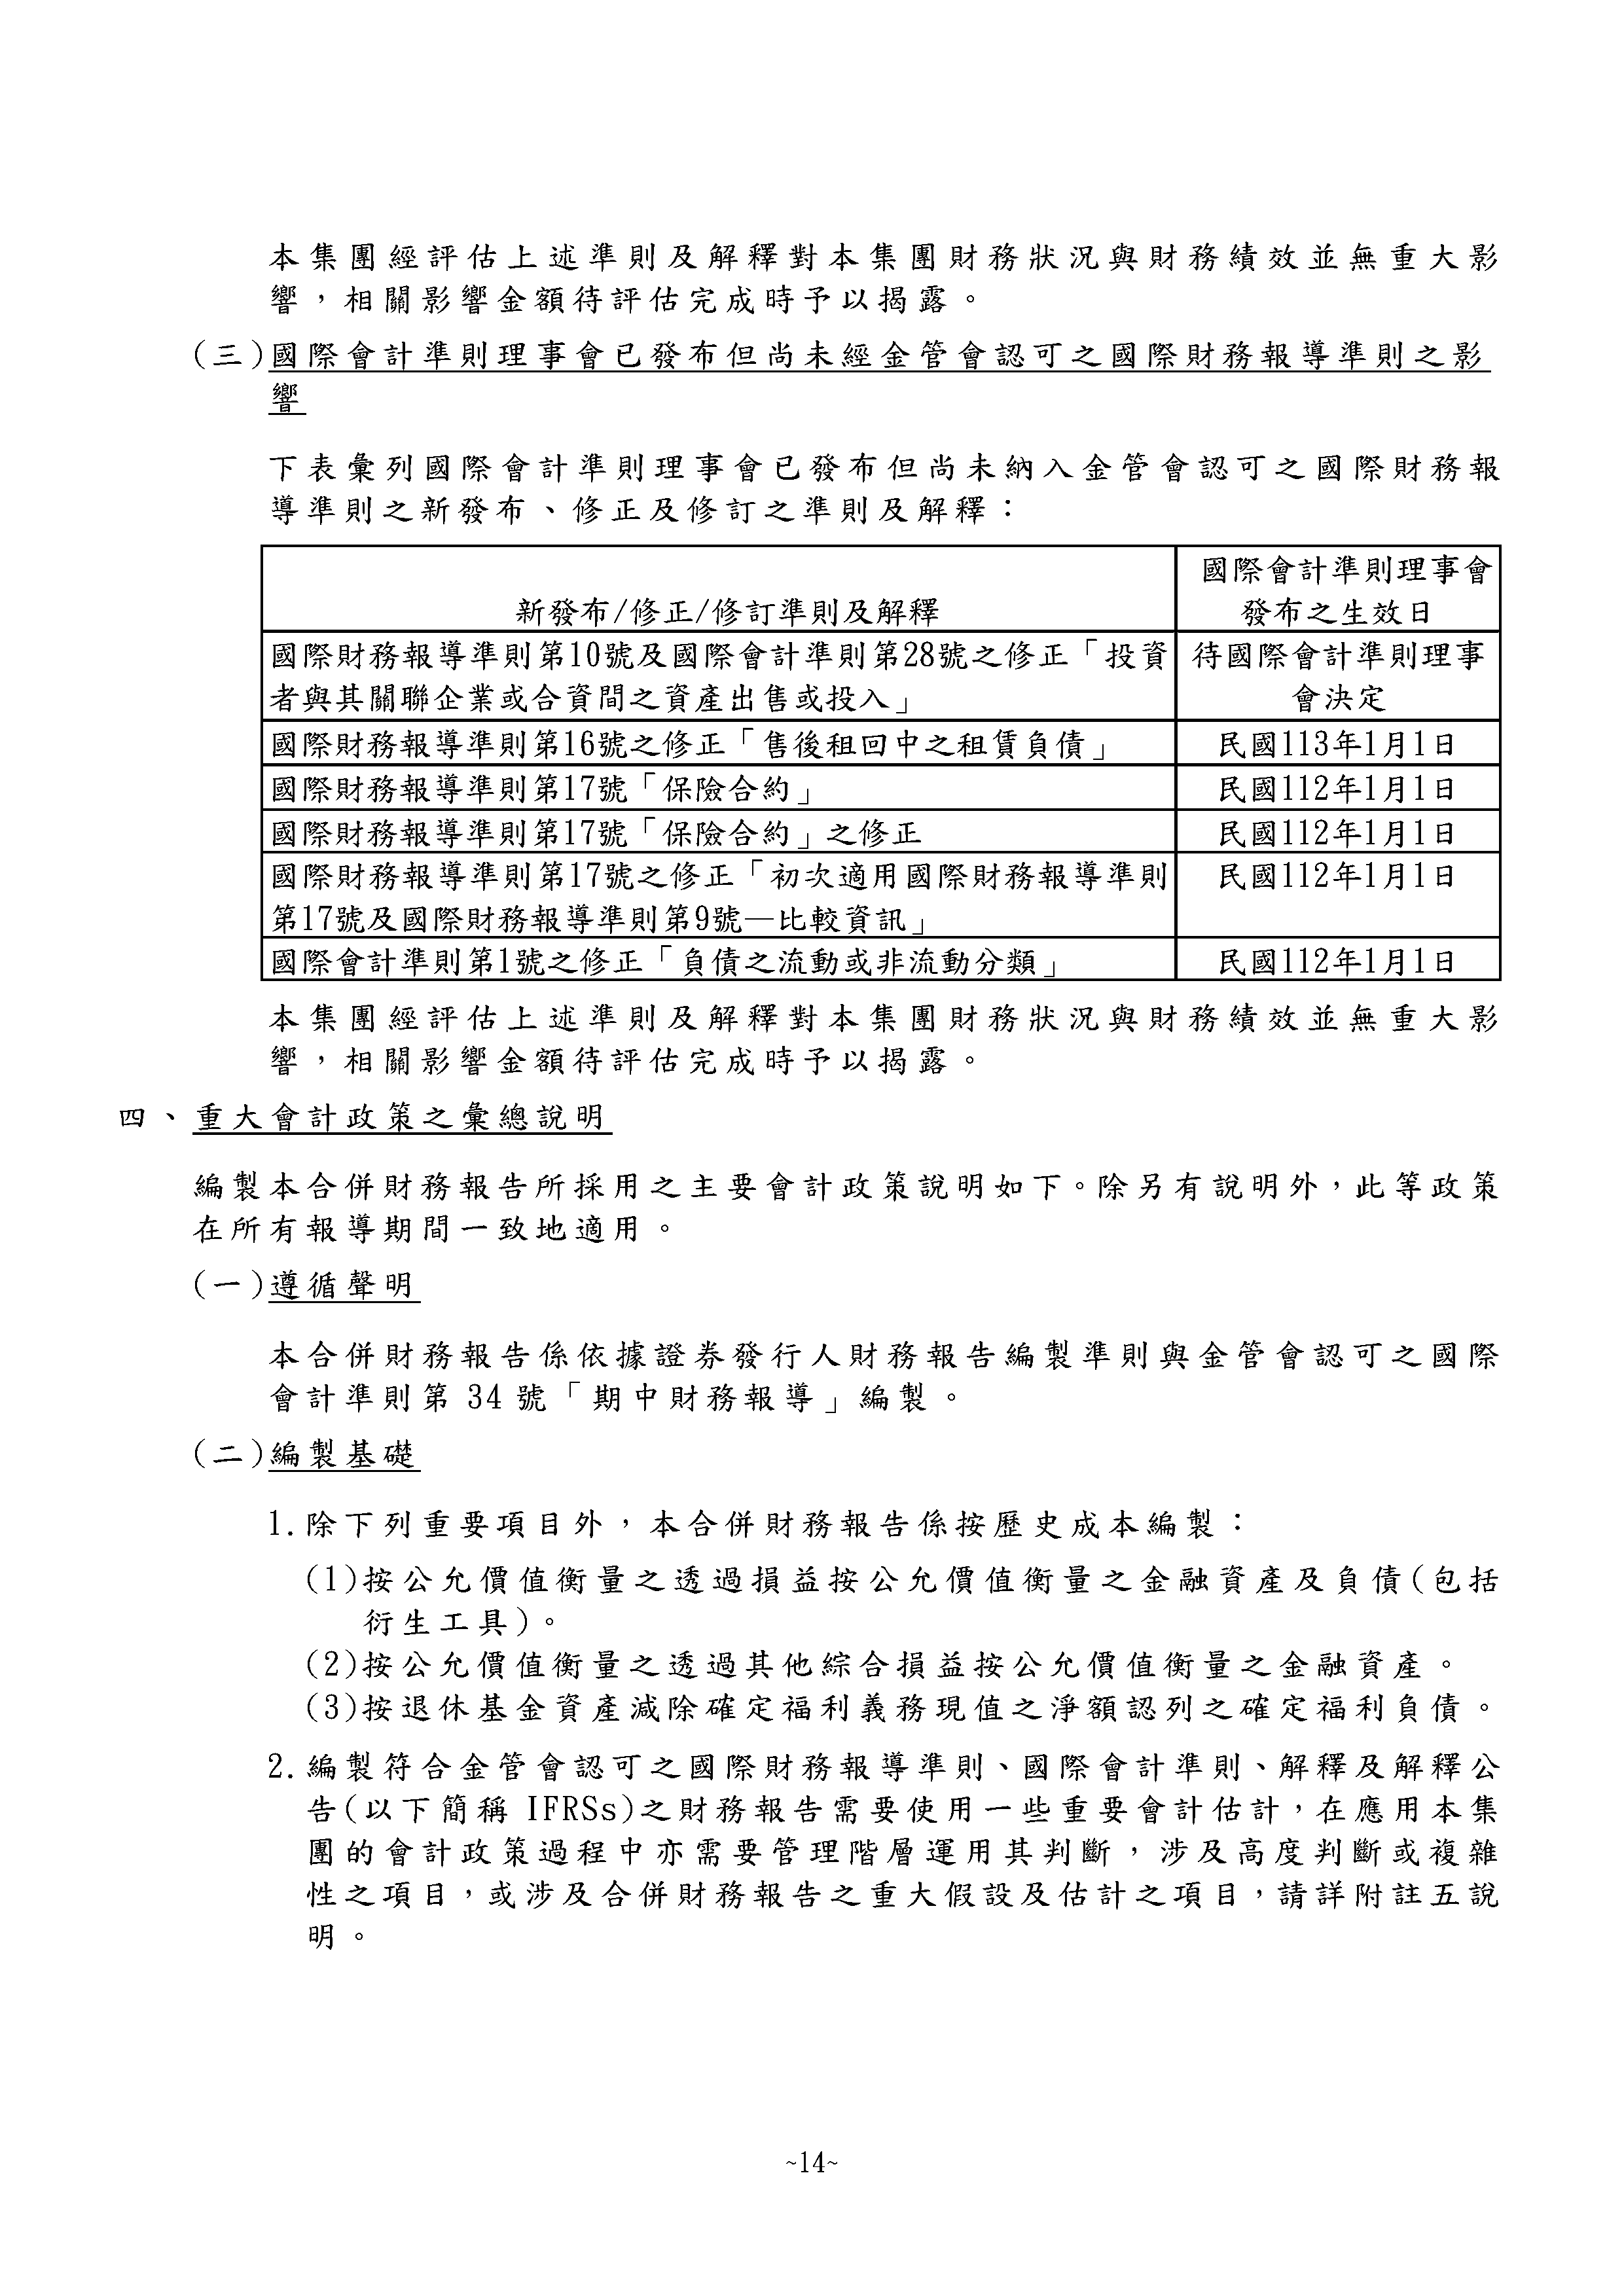 本集團經評估上述準則及解釋對本集團財務狀況與財務績效並無重大影
響，相關影響金額待評估完成時予以揭露。
(三)國際會計準則理事會已發布但尚未經金管會認可之國際財務報導準則之影
響
下表彙列國際會計準則理事會已發布但尚未納入金管會認可之國際財務報
導準則之新發布、修正及修訂之準則及解釋：
國際會計準則理事會
新發布/修正/修訂準則及解釋 發布之生效日
國際財務報導準則第10號及國際會計準則第28號之修正「投資 待國際會計準則理事
者與其關聯企業或合資間之資產出售或投入」 會決定
國際財務報導準則第16號之修正「售後租回中之租賃負債」 民國113年1月1日
國際財務報導準則第17號「保險合約」 民國112年1月1日
國際財務報導準則第17號「保險合約」之修正 民國112年1月1日
國際財務報導準則第17號之修正「初次適用國際財務報導準則 民國112年1月1日
第17號及國際財務報導準則第9號—比較資訊」
國際會計準則第1號之修正「負債之流動或非流動分類」 民國112年1月1日
本集團經評估上述準則及解釋對本集團財務狀況與財務績效並無重大影
響，相關影響金額待評估完成時予以揭露。
四、重大會計政策之彙總說明
編製本合併財務報告所採用之主要會計政策說明如下。除另有說明外，此等政策
在所有報導期間一致地適用。
(一)遵循聲明
本合併財務報告係依據證券發行人財務報告編製準則與金管會認可之國際
會計準則第 34 號「期中財務報導」編製。
(二)編製基礎
1.除下列重要項目外，本合併財務報告係按歷史成本編製：
(1)按公允價值衡量之透過損益按公允價值衡量之金融資產及負債(包括
衍生工具)。
(2)按公允價值衡量之透過其他綜合損益按公允價值衡量之金融資產。
(3)按退休基金資產減除確定福利義務現值之淨額認列之確定福利負債。
2.編製符合金管會認可之國際財務報導準則、國際會計準則、解釋及解釋公
告(以下簡稱 IFRSs)之財務報告需要使用一些重要會計估計，在應用本集
團的會計政策過程中亦需要管理階層運用其判斷，涉及高度判斷或複雜
性之項目，或涉及合併財務報告之重大假設及估計之項目，請詳附註五說
明。
~14~